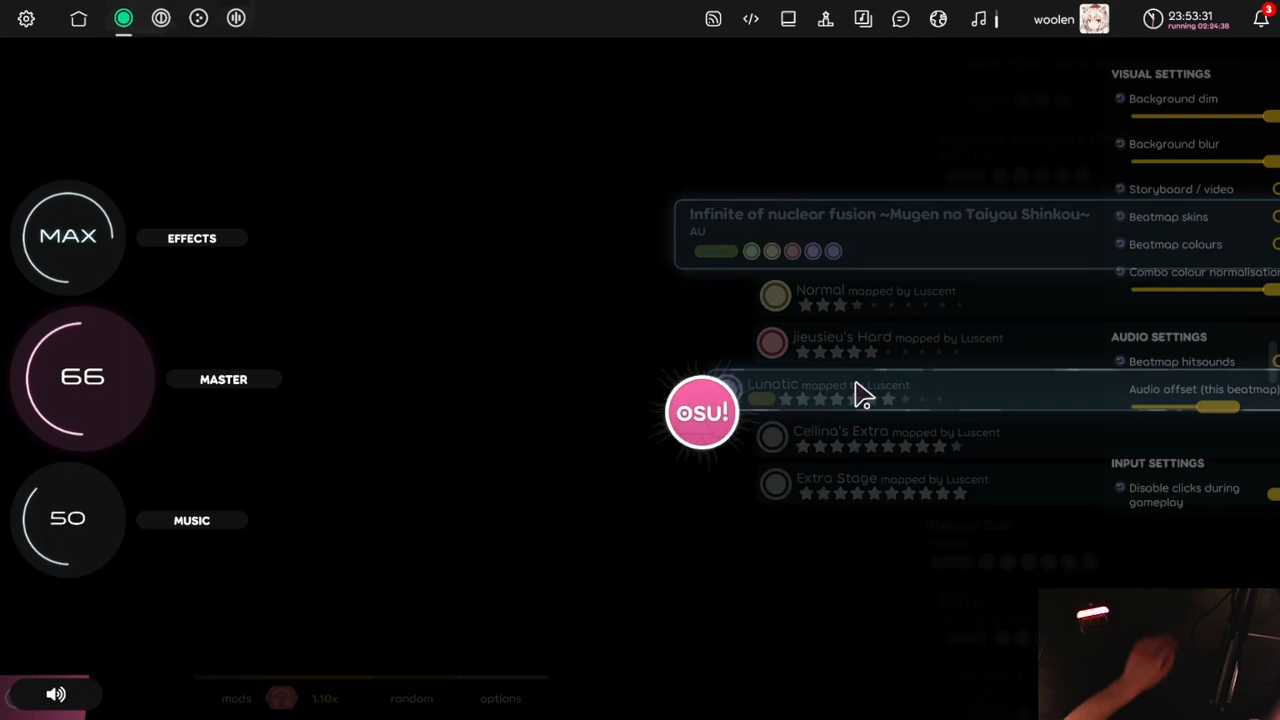 woolen
23:53:31
running 02:24:38
3
VISUAL SETTINGS
Background dim
Background blur
Storyboard / video
Beatmap skins
Beatmap colours
Combo colour normalisation
AUDIO SETTINGS
Beatmap hitsounds
Audio offset (this beatmap)
INPUT SETTINGS
Disable clicks during
gameplay
MAX
EFFECTS
66
MASTER
50
MUSIC
Infinite of nuclear fusion ~Mugen no Taiyou Shinkou~
AU
Normal mapped by Luscent
jieusieu's Hard mapped by Luscent
Lunatic mapped by Luscent
osu!
Cellina's Extra mapped by Luscent
Extra Stage mapped by Luscent
mods
1.10x
random
options